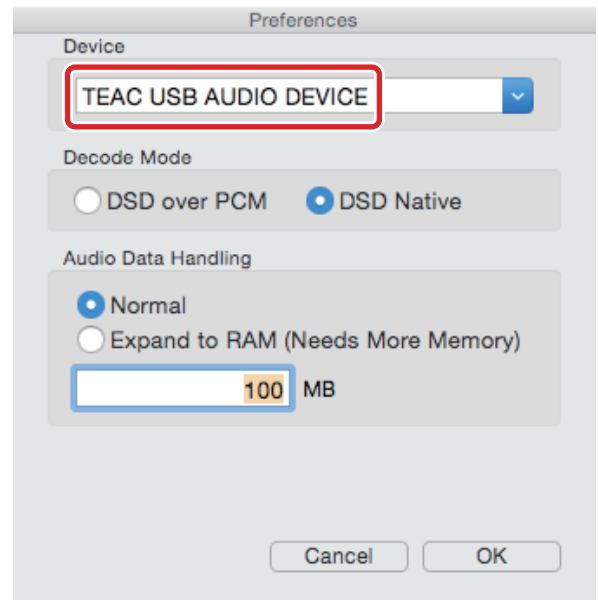 Preferences
Device
TEAC USB AUDIO DEVICE
Decode Mode
DSD over PCM DSD Native
Audio Data Handling
Normal
Expand to RAM (Needs More Memory)
100 MB
Cancel OK